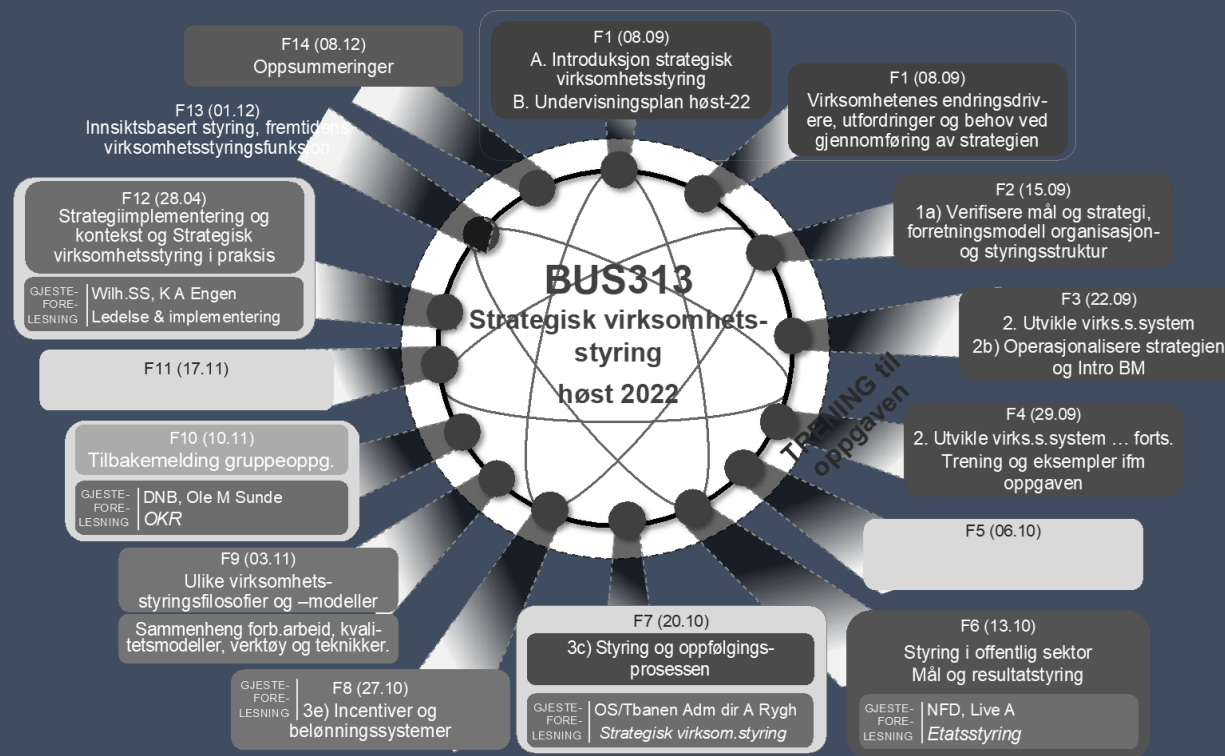 F1 (08.09)
A. Introduksjon strategisk
virksomhetsstyring
B. Undervisningsplan høst-22
F1 (08.09)
Virksomhetenes endringsdriv-
ere, utfordringer og behov ved
gjennomføring av strategien
F2 (15.09)
1a) Verifisere mål og strategi,
forretningsmodell organisasjon-
og styringsstruktur
F3 (22.09)
2. Utvikle virks.s.system
2b) Operasjonalisere strategien
og Intro BM
F4 (29.09)
2. Utvikle virks.s.system … forts.
Trening og eksempler ifm
oppgaven
F5 (06.10)
F6 (13.10)
Styring i offentlig sektor
Mål og resultatstyring
GJESTE-
FORE-
LESNING
NFD, Live A
Etatsstyring
F7 (20.10)
3c) Styring og oppfølgings-
prosessen
GJESTE-
FORE-
LESNING
OS/Tbanen Adm dir A Rygh
Strategisk virksom.styring
F8 (27.10)
GJESTE-
FORE-
LESNING
3e) Incentiver og
belønningssystemer
F9 (03.11)
Ulike virksomhets-
styringsfilosofier og –modeller
Sammenheng forb.arbeid, kvali-
tetsmodeller, verktøy og teknikker.
F10 (10.11)
Tilbakemelding gruppeoppg.
GJESTE-
FORE-
LESNING
DNB, Ole M Sunde
OKR
F11 (17.11)
F12 (28.04)
Strategiimplementering og
kontekst og Strategisk
virksomhetsstyring i praksis
GJESTE-
FORE-
LESNING
Wilh.SS, K A Engen
Ledelse & implementering
F13 (01.12)
Innsiktsbasert styring, fremtidens
virksomhetsstyringsfunksjon
F14 (08.12)
Oppsummeringer
BUS313
Strategisk virksomhets-
styring
høst 2022
TRENING til
oppgaven